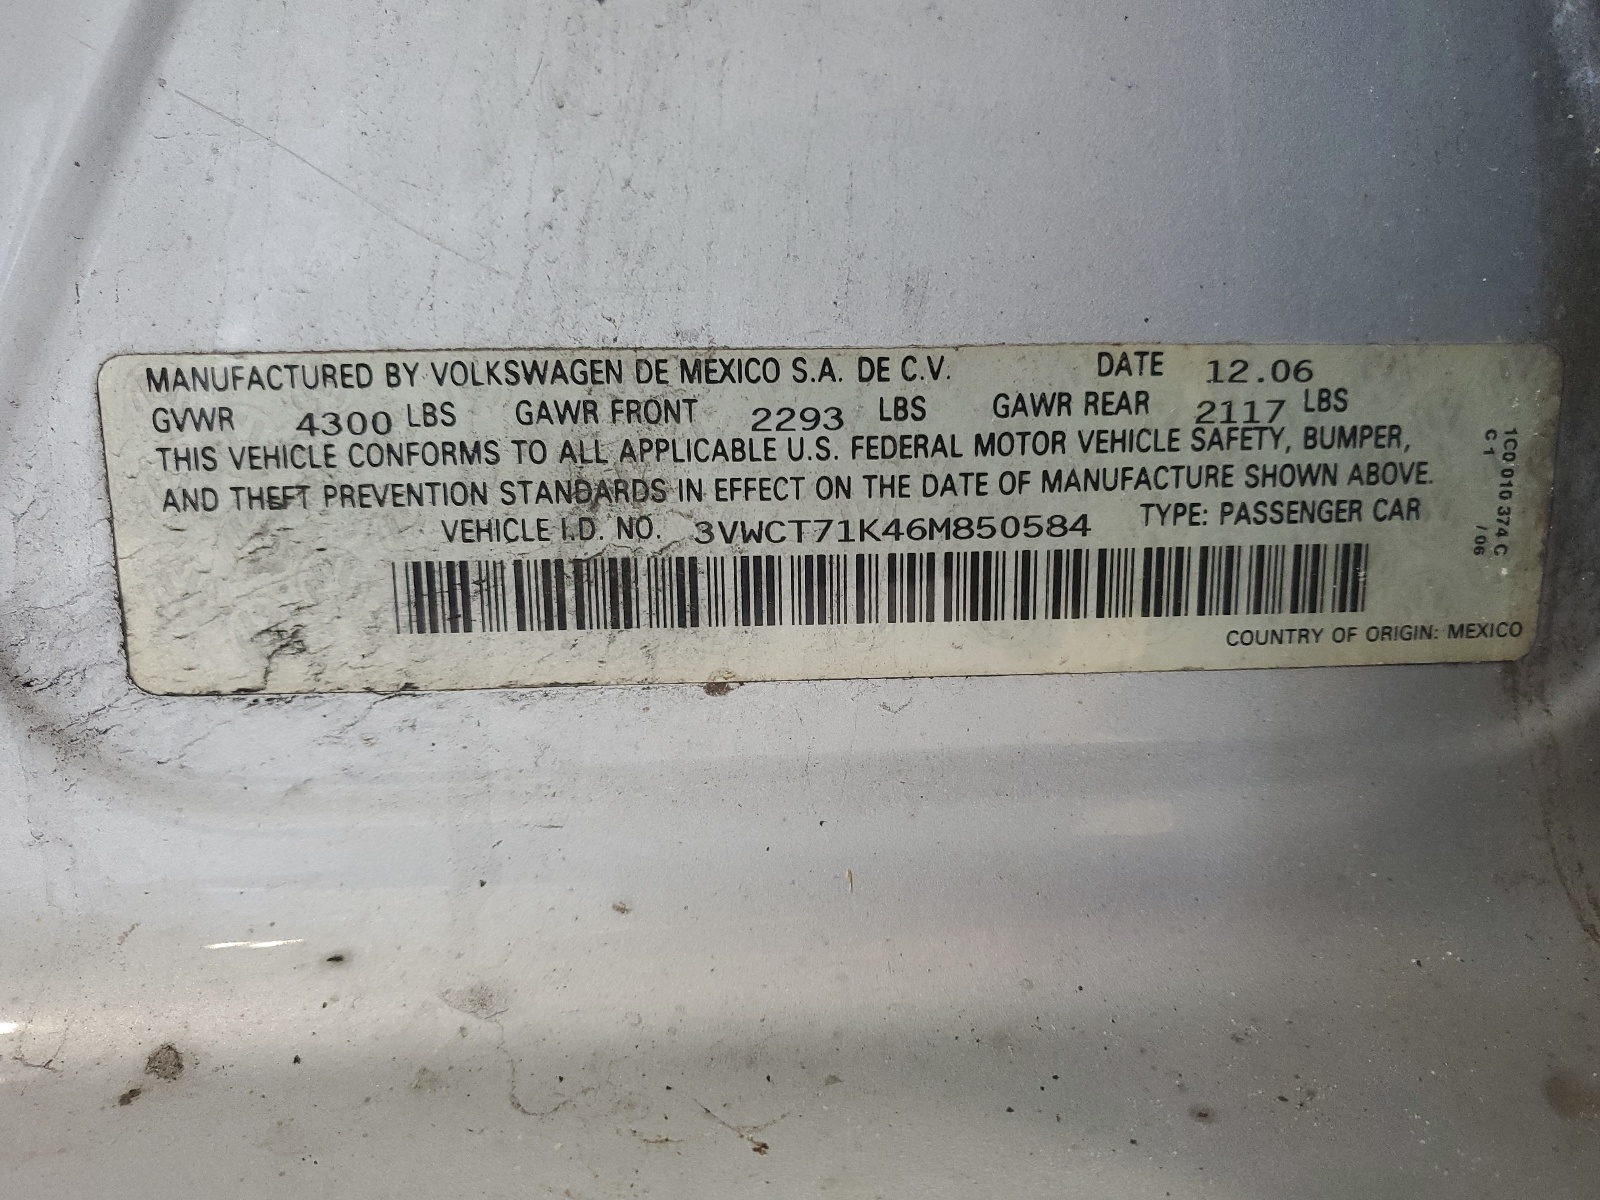 MANUFACTURED BY VOLKSWAGEN DE MEXICO S.A. DE C.V. DATE 12.06
GVWR 4300 LBS GAWR FRONT 2293 LBS GAWR REAR 2117 LBS
THIS VEHICLE CONFORMS TO ALL APPLICABLE U.S. FEDERAL MOTOR VEHICLE SAFETY, BUMPER,
AND THEFT PREVENTION STANDARDS IN EFFECT ON THE DATE OF MANUFACTURE SHOWN ABOVE.
VEHICLE I.D. NO. 3VWCT71K46M850584 TYPE: PASSENGER CAR
COUNTRY OF ORIGIN: MEXICO
1C0 010 374 C
C 1 / 06